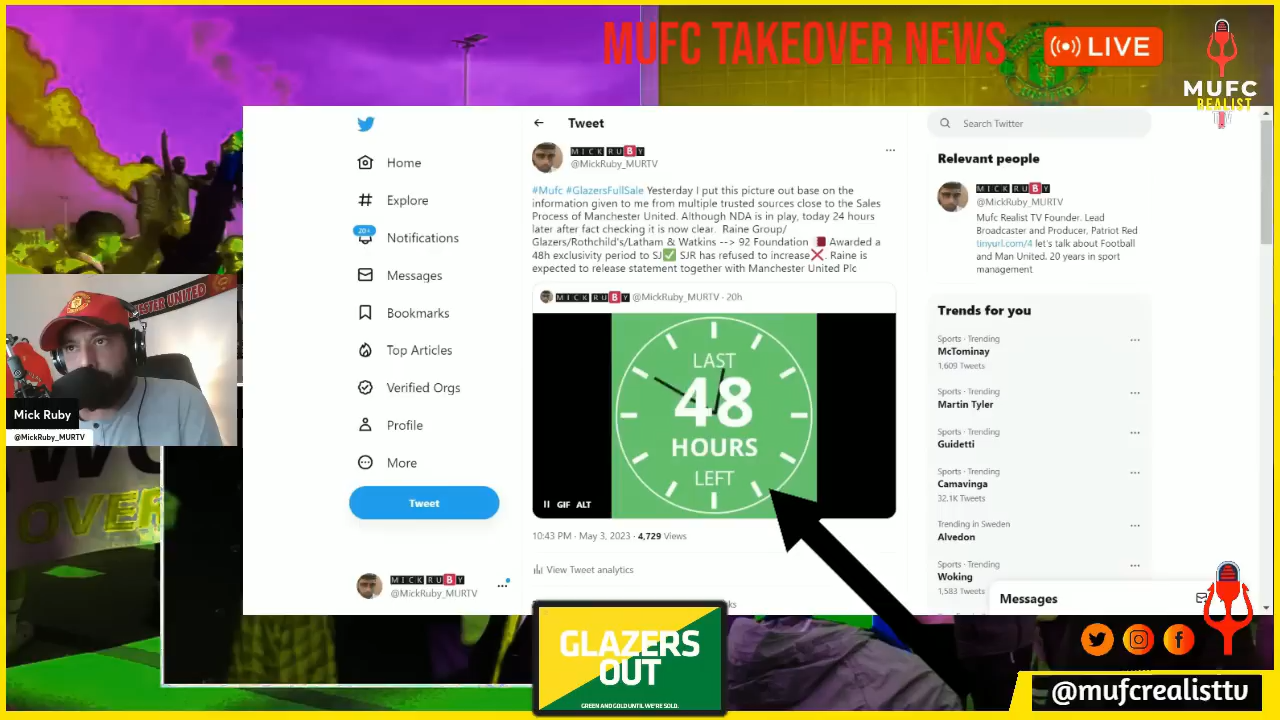 MUFC TAKEOVER NEWS
LIVE
MUFC
REALIST
Tweet
Search Twitter
Home
Explore
20+
Notifications
Messages
Bookmarks
Top Articles
Verified Orgs
Profile
More
Tweet
MICK RUBY
@MickRuby_MURTV
MICK RUBY
@MickRuby_MURTV
#Mufc #GlazersFullSale Yesterday I put this picture out base on the
information given to me from multiple trusted sources close to the Sales
Process of Manchester United. Although NDA is in play, today 24 hours
later after fact checking it is now clear. Raine Group/
Glazers/Rothchild's/Latham & Watkins --> 92 Foundation 🇶🇦 Awarded a
48h exclusivity period to SJ✅ SJR has refused to increase❌. Raine is
expected to release statement together with Manchester United Plc
MICK RUBY @MickRuby_MURTV · 20h
LAST
48
HOURS
LEFT
GIF ALT
10:43 PM · May 3, 2023 · 4,729 Views
View Tweet analytics
Relevant people
MICK RUBY
@MickRuby_MURTV
Mufc Realist TV Founder. Lead
Broadcaster and Producer, Patriot Red
tinyurl.com/4 let's talk about Football
and Man United. 20 years in sport
management
Trends for you
Sports · Trending
McTominay
1,609 Tweets
Sports · Trending
Martin Tyler
Sports · Trending
Guidetti
Sports · Trending
Camavinga
32.1K Tweets
Trending in Sweden
Alvedon
Sports · Trending
Woking
1,583 Tweets
Messages
Mick Ruby
@MickRuby_MURTV
GLAZERS
OUT
GREEN AND GOLD UNTIL WE'RE SOLD.
@mufcrealisttv